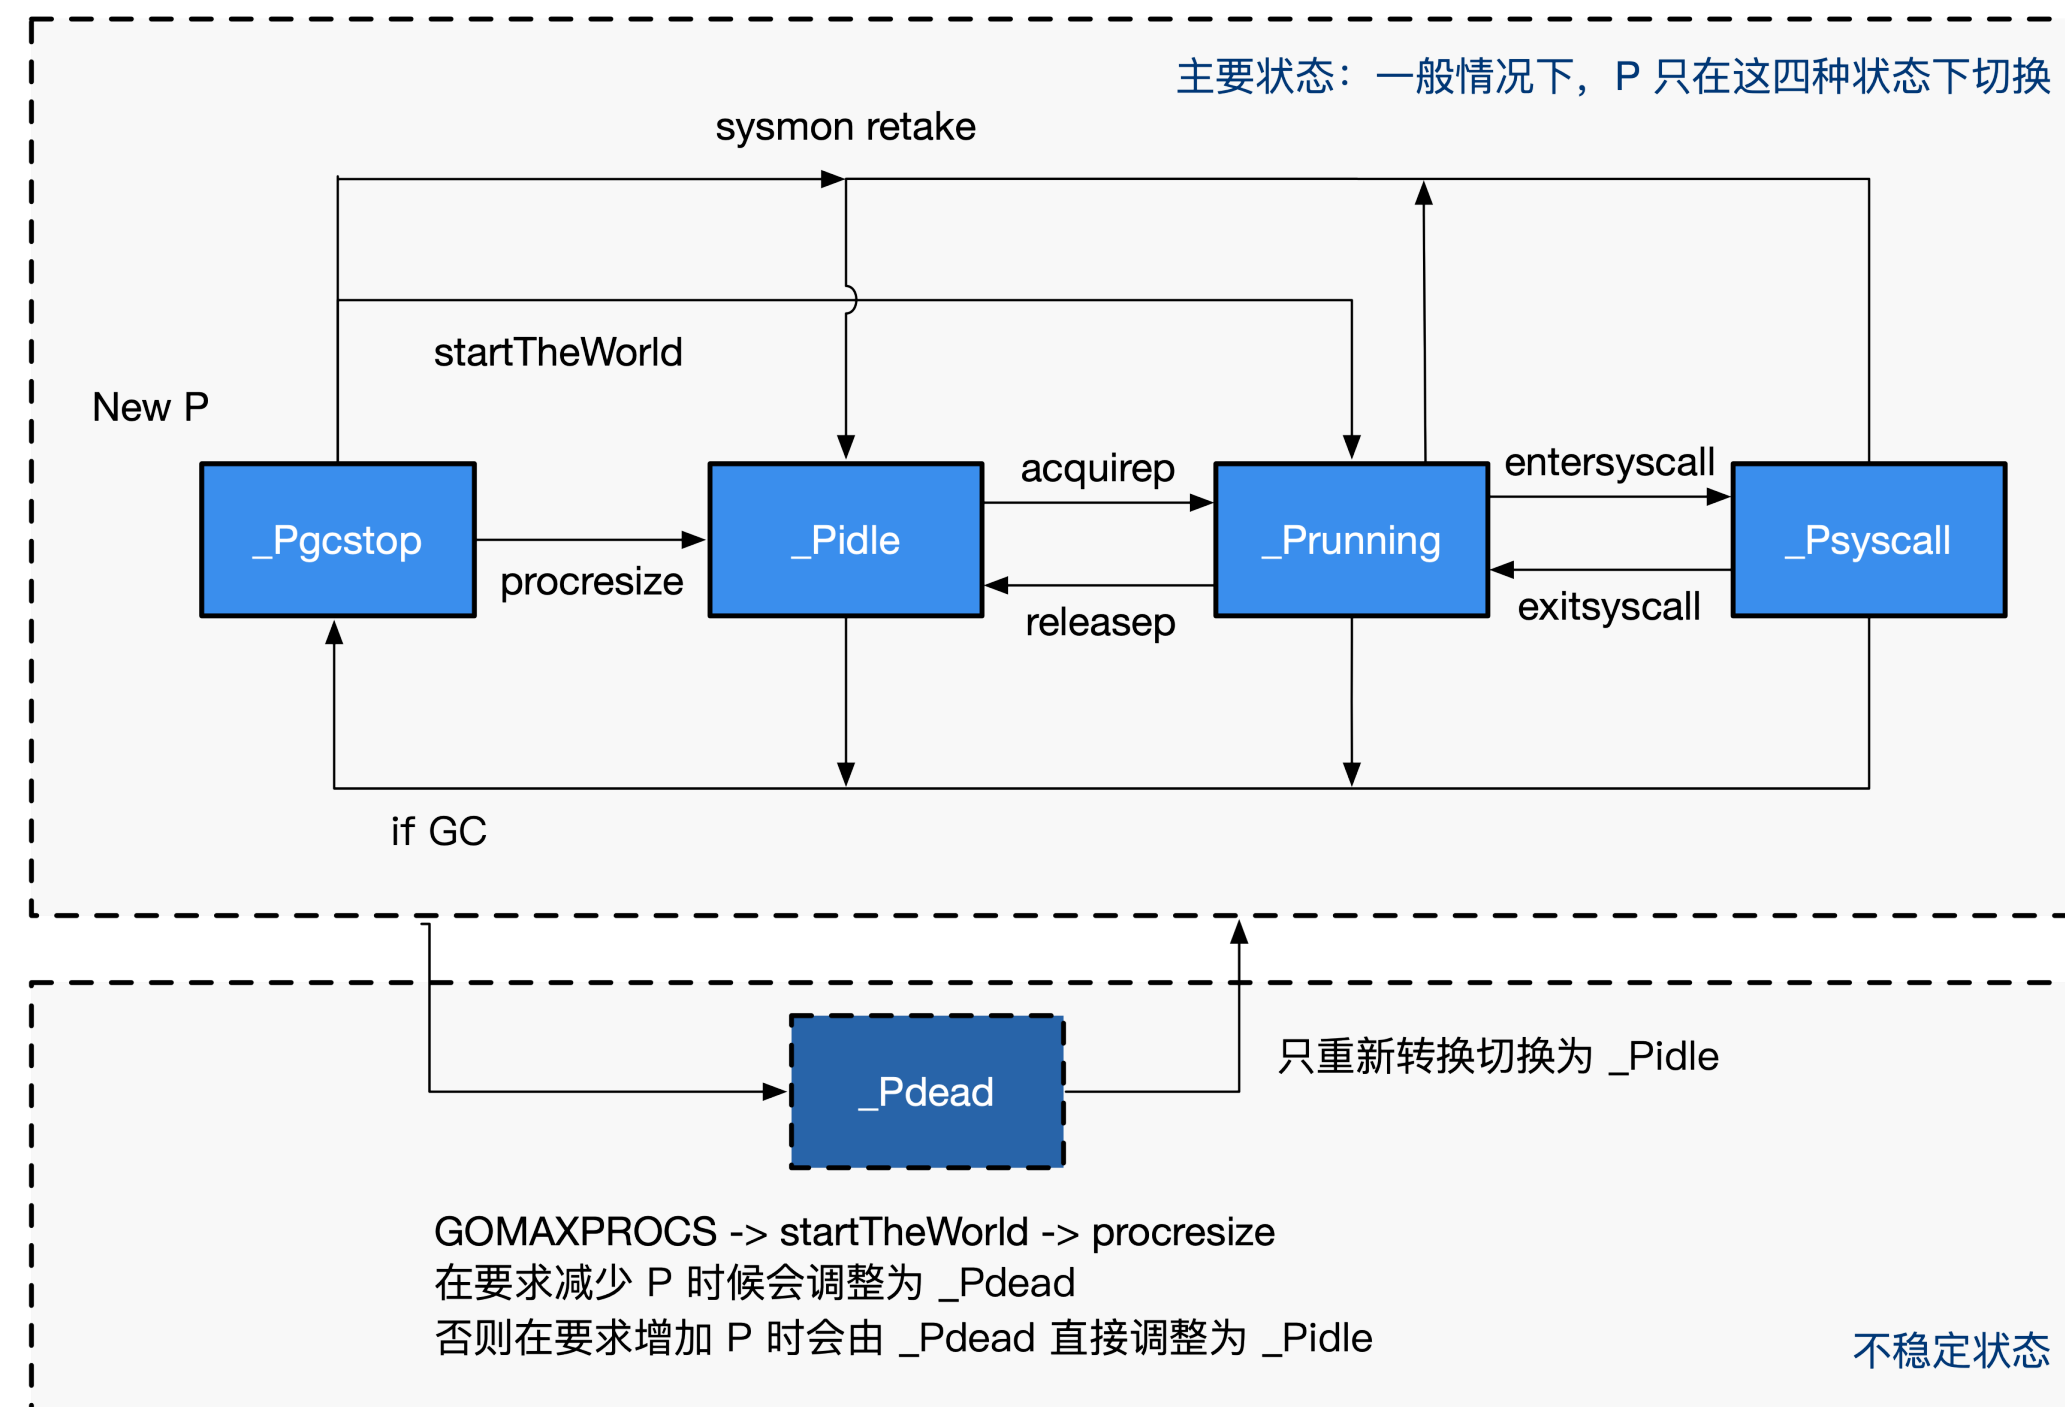 主要状态：一般情况下，P 只在这四种状态下切换
sysmon retake
startTheWorld
New P
acquirep
entersyscall
_Pgcstop
_Pidle
_Prunning
_Psyscall
procresize
releasep
exitsyscall
if GC
只重新转换切换为 _Pidle
_Pdead
GOMAXPROCS -> startTheWorld -> procresize
在要求减少 P 时候会调整为 _Pdead
否则在要求增加 P 时会由 _Pdead 直接调整为 _Pidle
不稳定状态